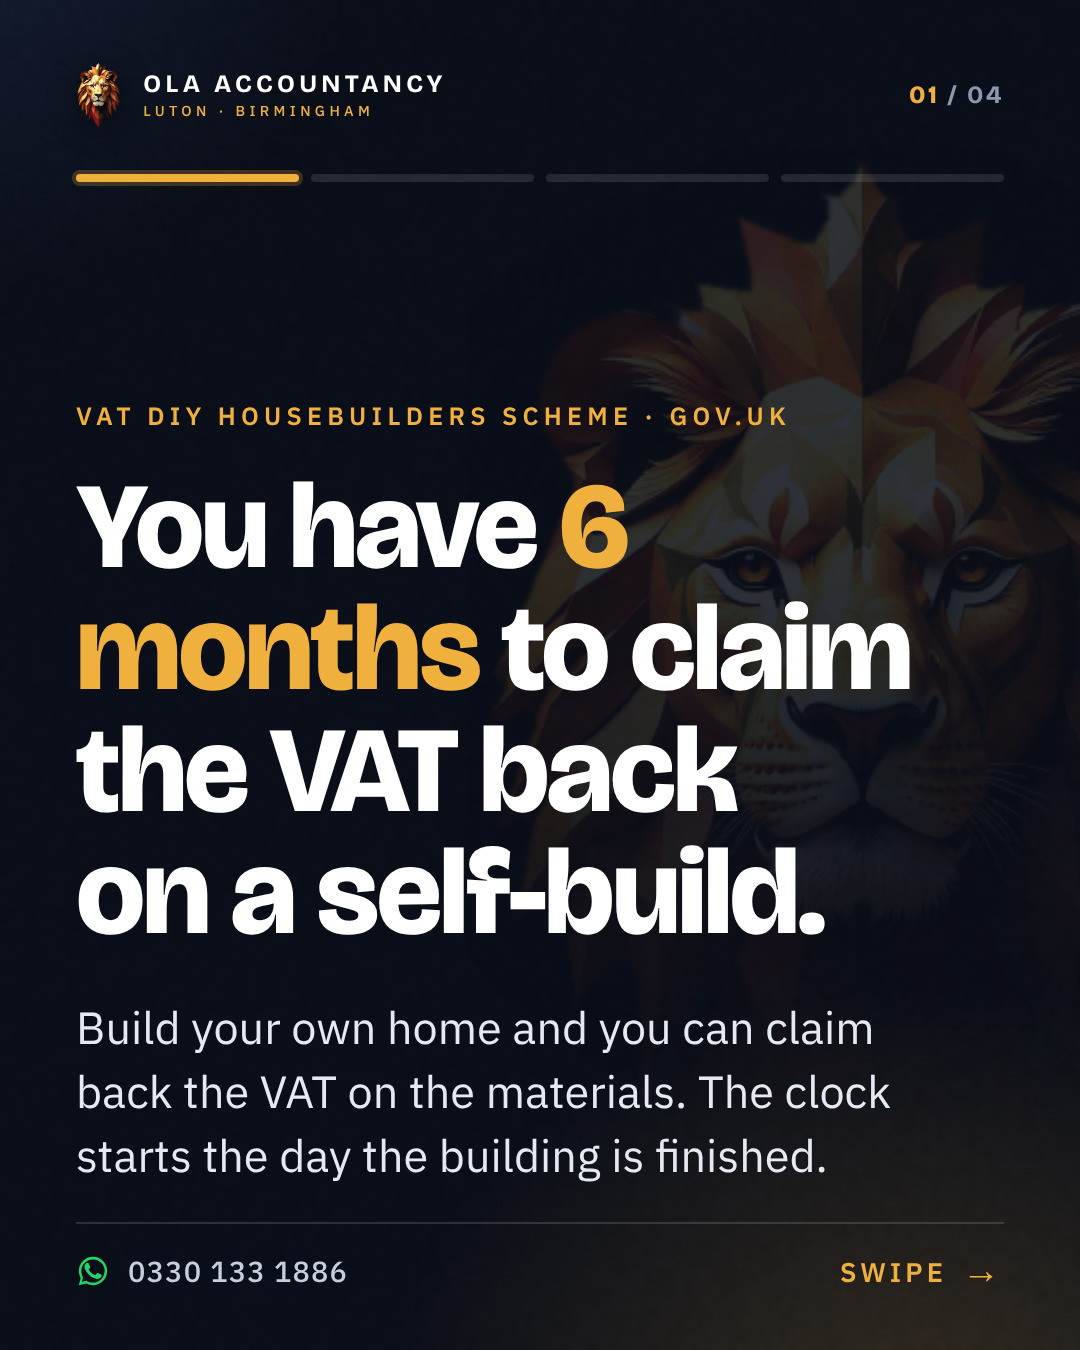 OLA ACCOUNTANCY
LUTON · BIRMINGHAM
01 / 04
VAT DIY HOUSEBUILDERS SCHEME · GOV.UK
You have 6
months to claim
the VAT back
on a self-build.
Build your own home and you can claim
back the VAT on the materials. The clock
starts the day the building is finished.
0330 133 1886
SWIPE →